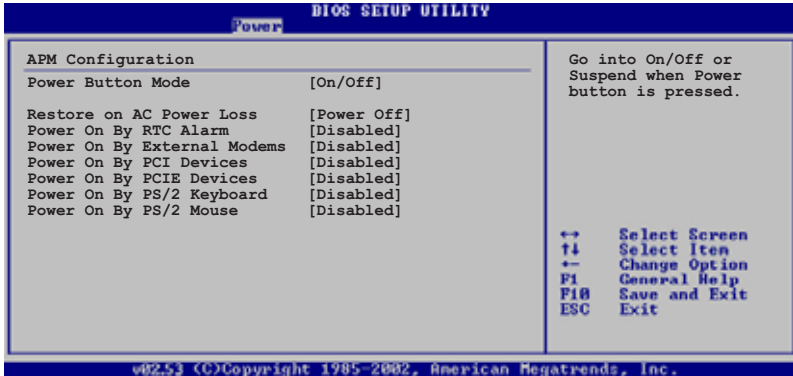 BIOS SETUP UTILITY
Power
APM Configuration
Power Button Mode [On/Off]
Restore on AC Power Loss [Power Off]
Power On By RTC Alarm [Disabled]
Power On By External Modems [Disabled]
Power On By PCI Devices [Disabled]
Power On By PCIE Devices [Disabled]
Power On By PS/2 Keyboard [Disabled]
Power On By PS/2 Mouse [Disabled]
Go into On/Off or
Suspend when Power
button is pressed.
↔ Select Screen
↑↓ Select Item
+- Change Option
F1 General Help
F10 Save and Exit
ESC Exit
v02.53 (C)Copyright 1985-2002, American Megatrends, Inc.